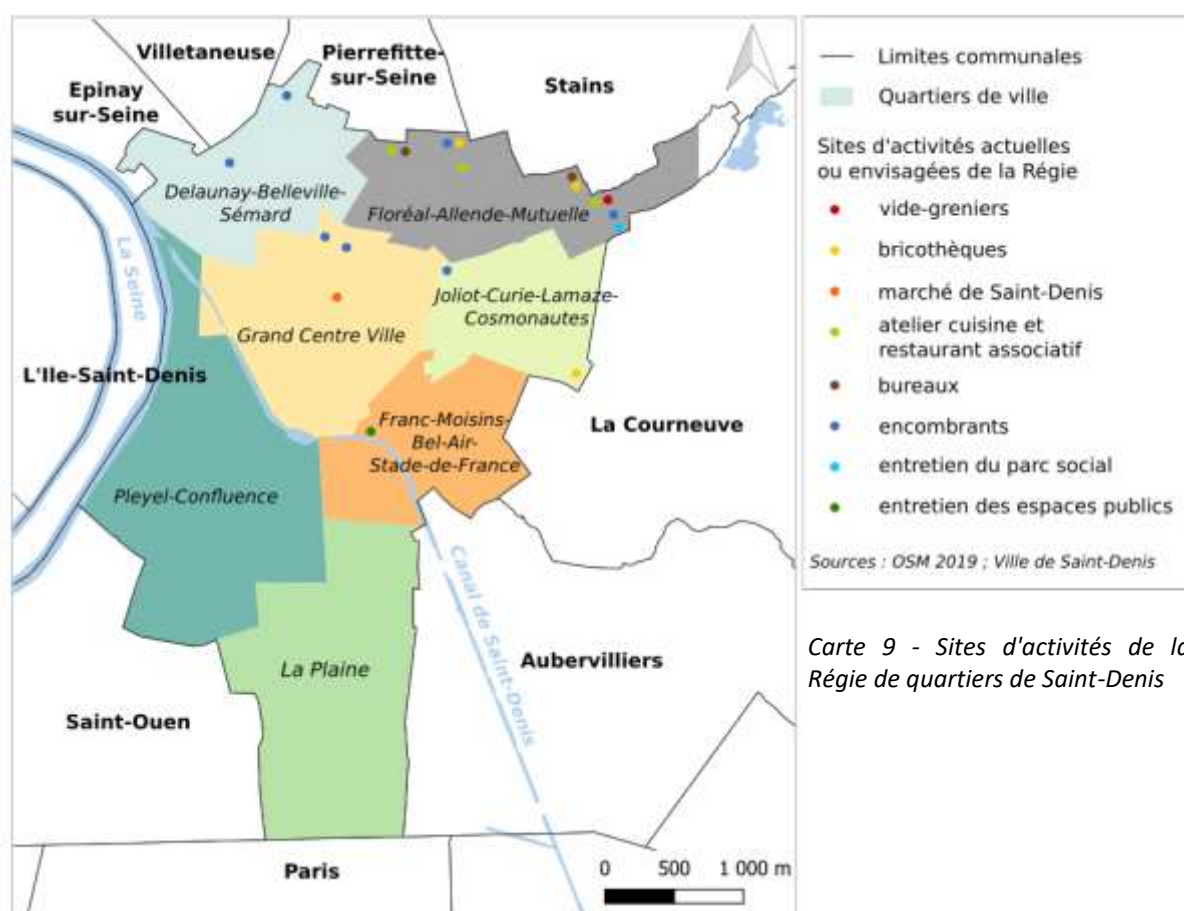 Villetaneuse
Pierrefitte-
sur-Seine
Stains
Epinay
sur-Seine
Delaunay-Belleville-
Sémard
Floréal-Allende-Mutuelle
La Seine
Joliot-Curie-Lamaze-
Cosmonautes
Grand Centre Ville
L'Ile-Saint-Denis
Franc-Moisins-
Bel-Air-
Stade-de-France
La Courneuve
Pleyel-Confluence
Canal de Saint-Denis
La Plaine
Aubervilliers
Saint-Ouen
Paris
0 500 1 000 m
Limites communales
Quartiers de ville
Sites d'activités actuelles
ou envisagées de la Régie
vide-greniers
bricothèques
marché de Saint-Denis
atelier cuisine et
restaurant associatif
bureaux
encombrants
entretien du parc social
entretien des espaces publics
Sources : OSM 2019 ; Ville de Saint-Denis
Carte 9 - Sites d'activités de la
Régie de quartiers de Saint-Denis